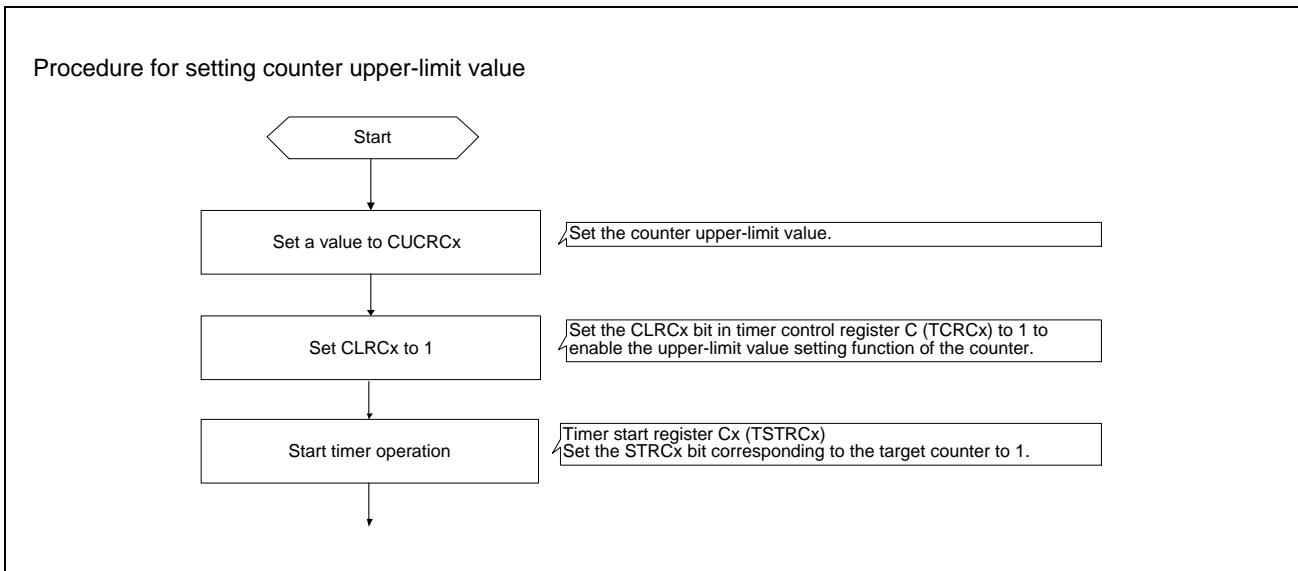 Procedure for setting counter upper-limit value
Start
Set a value to CUCRCx
Set the counter upper-limit value.
Set CLRCx to 1
Set the CLRCx bit in timer control register C (TCRCx) to 1 to
enable the upper-limit value setting function of the counter.
Start timer operation
Timer start register Cx (TSTRCx)
Set the STRCx bit corresponding to the target counter to 1.